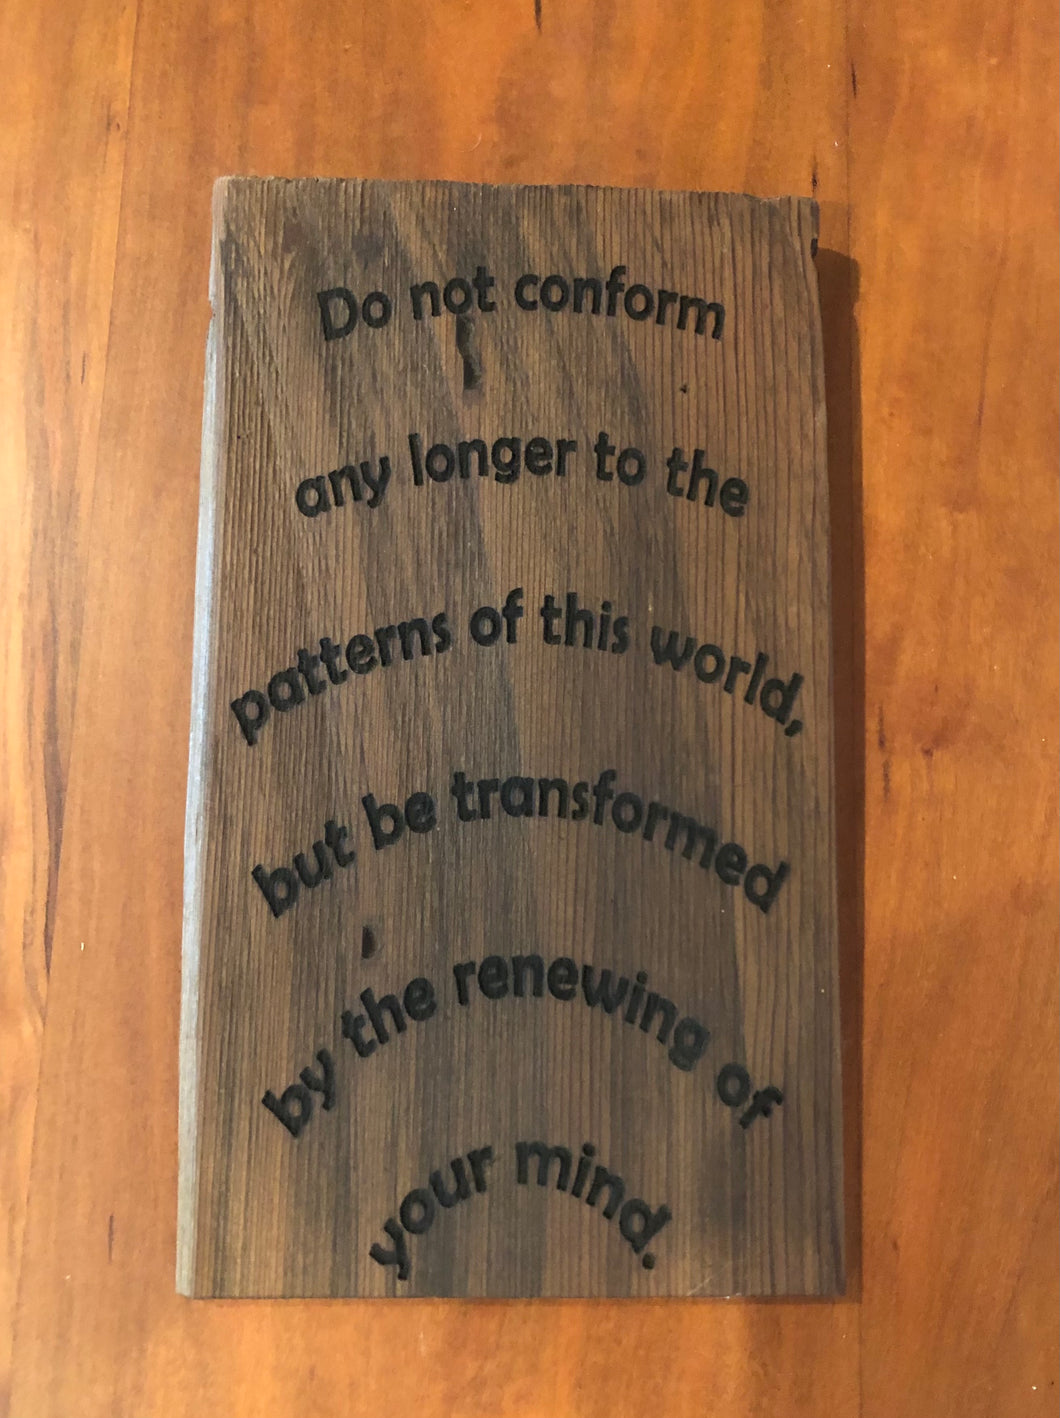 Do not conform
any longer to the
patterns of this world,
but be transformed
by the renewing of
your mind.